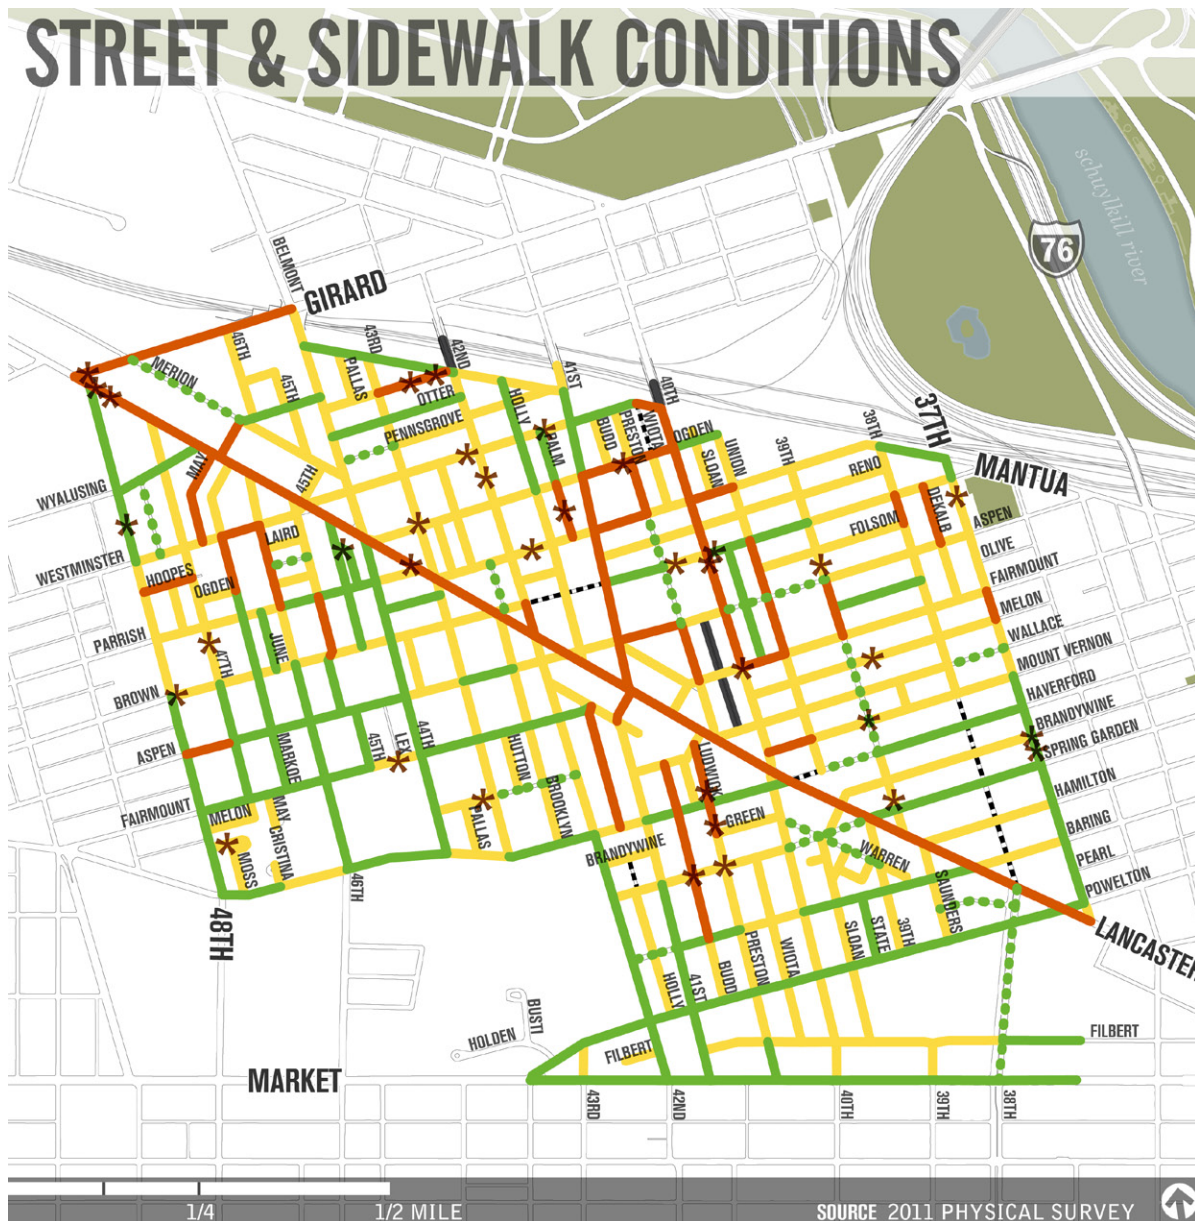 STREET & SIDEWALK CONDITIONS
schuylkill river
76
BELMONT
GIRARD
46TH
43RD
42ND
MERION
PALLAS
41ST
45TH
OTTER
HOLLY
40TH
37TH
PENNSGROVE
BUDD
PRESTON
WIOTA
OGDEN
38TH
PALM
SLOAN
UNION
39TH
MAY
45TH
RENO
MANTUA
WYALUSING
DEKALB
ASPEN
LAIRD
FOLSOM
OLIVE
WESTMINSTER
HOOPES
OGDEN
FAIRMOUNT
MELON
PARRISH
JUNE
WALLACE
47TH
MOUNT VERNON
BROWN
HAVERFORD
ASPEN
MARKOE
45TH
LEX
44TH
HUTTON
LUDWICK
BRANDYWINE
SPRING GARDEN
BROOKLYN
HAMILTON
FAIRMOUNT
MELON
MAY
PALLAS
GREEN
BARING
CRISTINA
BRANDYWINE
WARREN
PEARL
MOSS
46TH
SAUNDERS
POWELTON
48TH
LANCASTER
SLOAN
STATE
39TH
PRESTON
WIOTA
HOLLY
41ST
BUDD
BUSTI
HOLDEN
FILBERT
FILBERT
MARKET
43RD
42ND
40TH
39TH
38TH
1/4
1/2 MILE
SOURCE 2011 PHYSICAL SURVEY